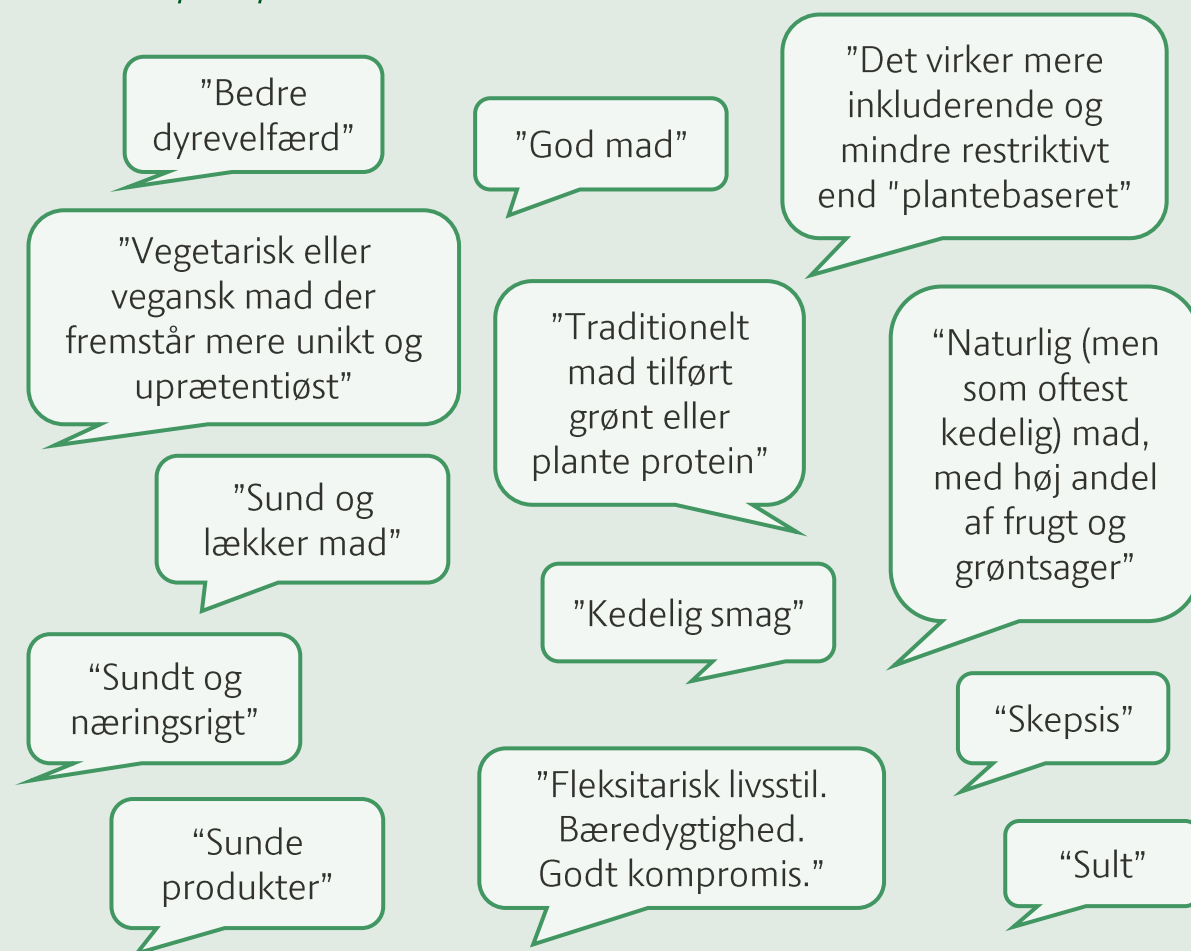 ”Bedre
dyrevelfærd”
”God mad”
”Det virker mere
inkluderende og
mindre restriktivt
end "plantebaseret”
”Vegetarisk eller
vegansk mad der
fremstår mere unikt og
uprætentiøst”
”Traditionelt
mad tilført
grønt eller
plante protein”
“Naturlig (men
som oftest
kedelig) mad,
med høj andel
af frugt og
grøntsager”
”Sund og
lækker mad”
”Kedelig smag”
“Sundt og
næringsrigt”
“Skepsis”
”Fleksitarisk livsstil.
Bæredygtighed.
Godt kompromis.”
“Sunde
produkter”
“Sult”